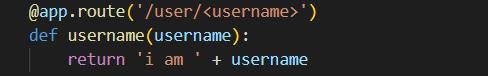 @app.route('/user/<username>')
def username(username):
    return 'i am ' + username